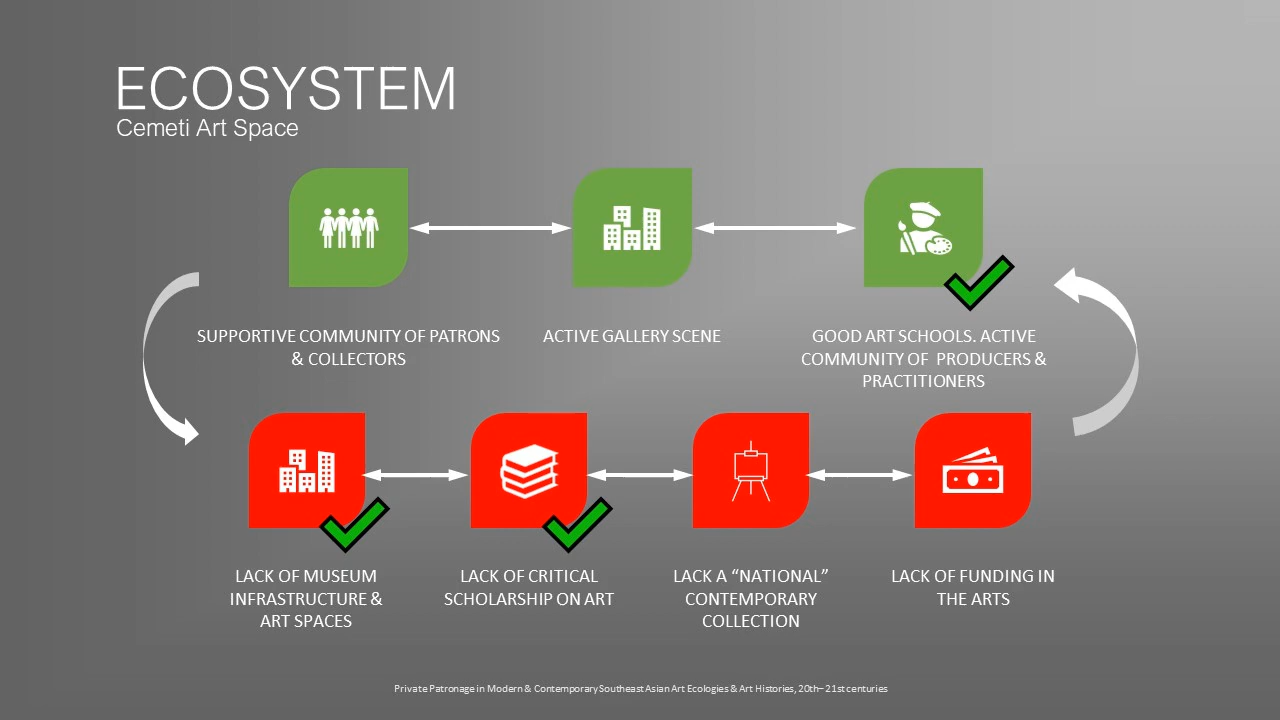 ECOSYSTEM
Cemeti Art Space
SUPPORTIVE COMMUNITY OF PATRONS
& COLLECTORS
ACTIVE GALLERY SCENE
GOOD ART SCHOOLS. ACTIVE
COMMUNITY OF PRODUCERS &
PRACTITIONERS
LACK OF MUSEUM
INFRASTRUCTURE &
ART SPACES
LACK OF CRITICAL
SCHOLARSHIP ON ART
LACK A “NATIONAL”
CONTEMPORARY
COLLECTION
LACK OF FUNDING IN
THE ARTS
Private Patronage in Modern & Contemporary Southeast Asian Art Ecologies & Art Histories, 20th–21st centuries